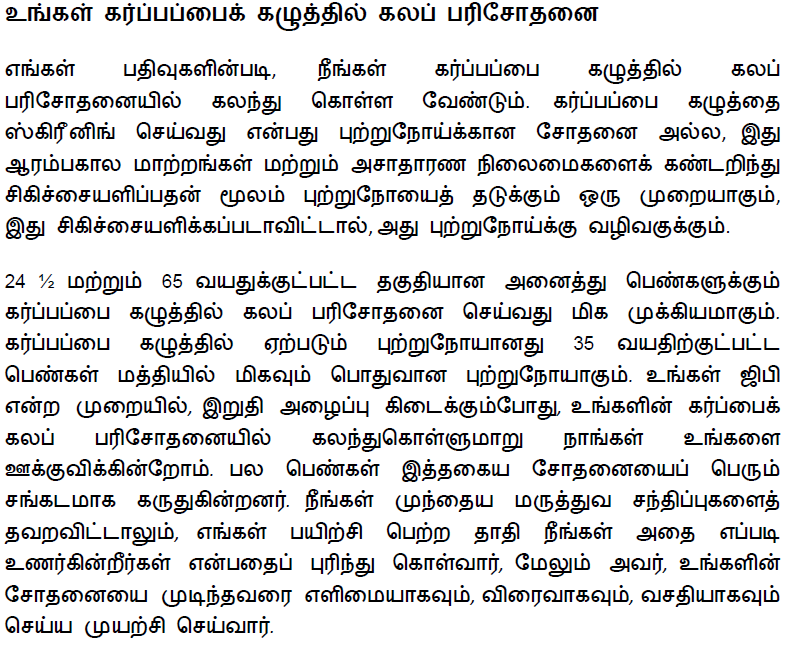 உங்கள் கர்ப்பப்பைக் கழுத்தில் கலப் பரிசோதனை
எங்கள் பதிவுகளின்படி, நீங்கள் கர்ப்பப்பை கழுத்தில் கலப்
பரிசோதனையில் கலந்து கொள்ள வேண்டும். கர்ப்பப்பை கழுத்தை
ஸ்கிரீனிங் செய்வது என்பது புற்றுநோய்க்கான சோதனை அல்ல, இது
ஆரம்பகால மாற்றங்கள் மற்றும் அசாதாரண நிலைமைகளைக் கண்டறிந்து
சிகிச்சையளிப்பதன் மூலம் புற்றுநோயைத் தடுக்கும் ஒரு முறையாகும்,
இது சிகிச்சையளிக்கப்படாவிட்டால், அது புற்றுநோய்க்கு வழிவகுக்கும்.
24 ½ மற்றும் 65 வயதுக்குட்பட்ட தகுதியான அனைத்து பெண்களுக்கும்
கர்ப்பப்பை கழுத்தில் கலப் பரிசோதனை செய்வது மிக முக்கியமாகும்.
கர்ப்பப்பை கழுத்தில் ஏற்படும் புற்றுநோயானது 35 வயதிற்குட்பட்ட
பெண்கள் மத்தியில் மிகவும் பொதுவான புற்றுநோயாகும். உங்கள் ஜிபி
என்ற முறையில், இறுதி அழைப்பு கிடைக்கும்போது, உங்களின் கர்ப்பைக்
கலப் பரிசோதனையில் கலந்துகொள்ளுமாறு நாங்கள் உங்களை
ஊக்குவிக்கின்றோம். பல பெண்கள் இத்தகைய சோதனையைப் பெரும்
சங்கடமாக கருதுகின்றனர். நீங்கள் முந்தைய மருத்துவ சந்திப்புகளைத்
தவறவிட்டாலும், எங்கள் பயிற்சி பெற்ற தாதி நீங்கள் அதை எப்படி
உணர்கின்றீர்கள் என்பதைப் புரிந்து கொள்வார், மேலும் அவர், உங்களின்
சோதனையை முடிந்தவரை எளிமையாகவும், விரைவாகவும், வசதியாகவும்
செய்ய முயற்சி செய்வார்.